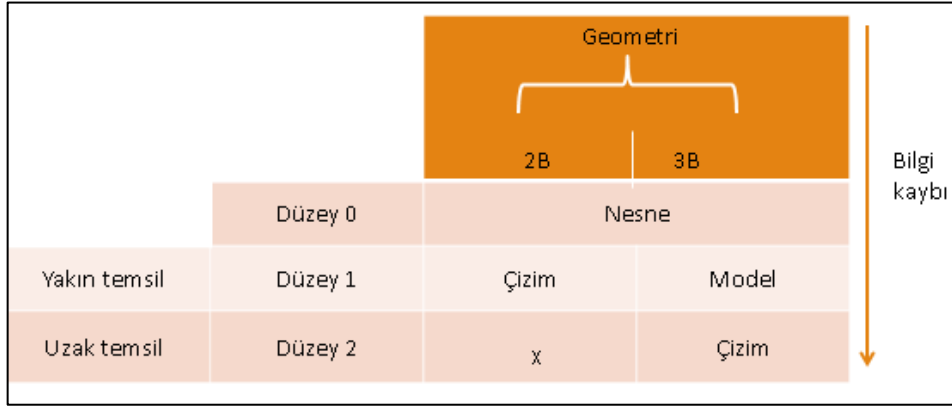 Geometri
2B 3B
Bilgi
kaybı
Düzey 0 Nesne
Yakın temsil Düzey 1 Çizim Model
Uzak temsil Düzey 2 x Çizim